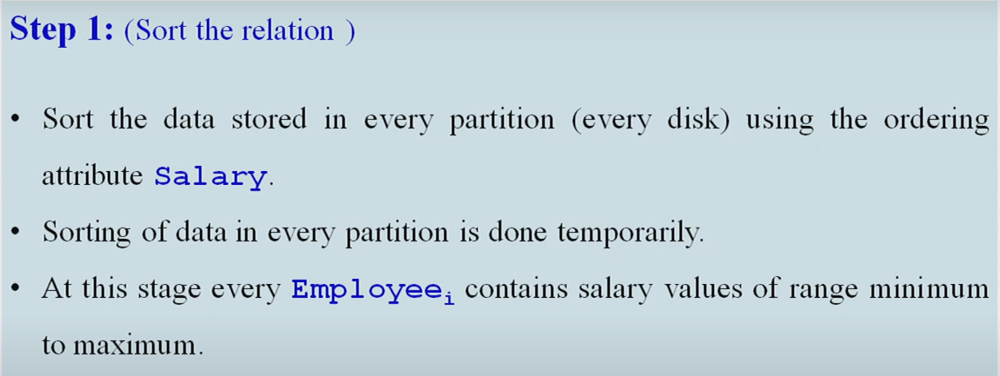 Step 1: (Sort the relation )
• Sort the data stored in every partition (every disk) using the ordering
attribute Salary.
• Sorting of data in every partition is done temporarily.
• At this stage every Employeeᵢ contains salary values of range minimum
to maximum.